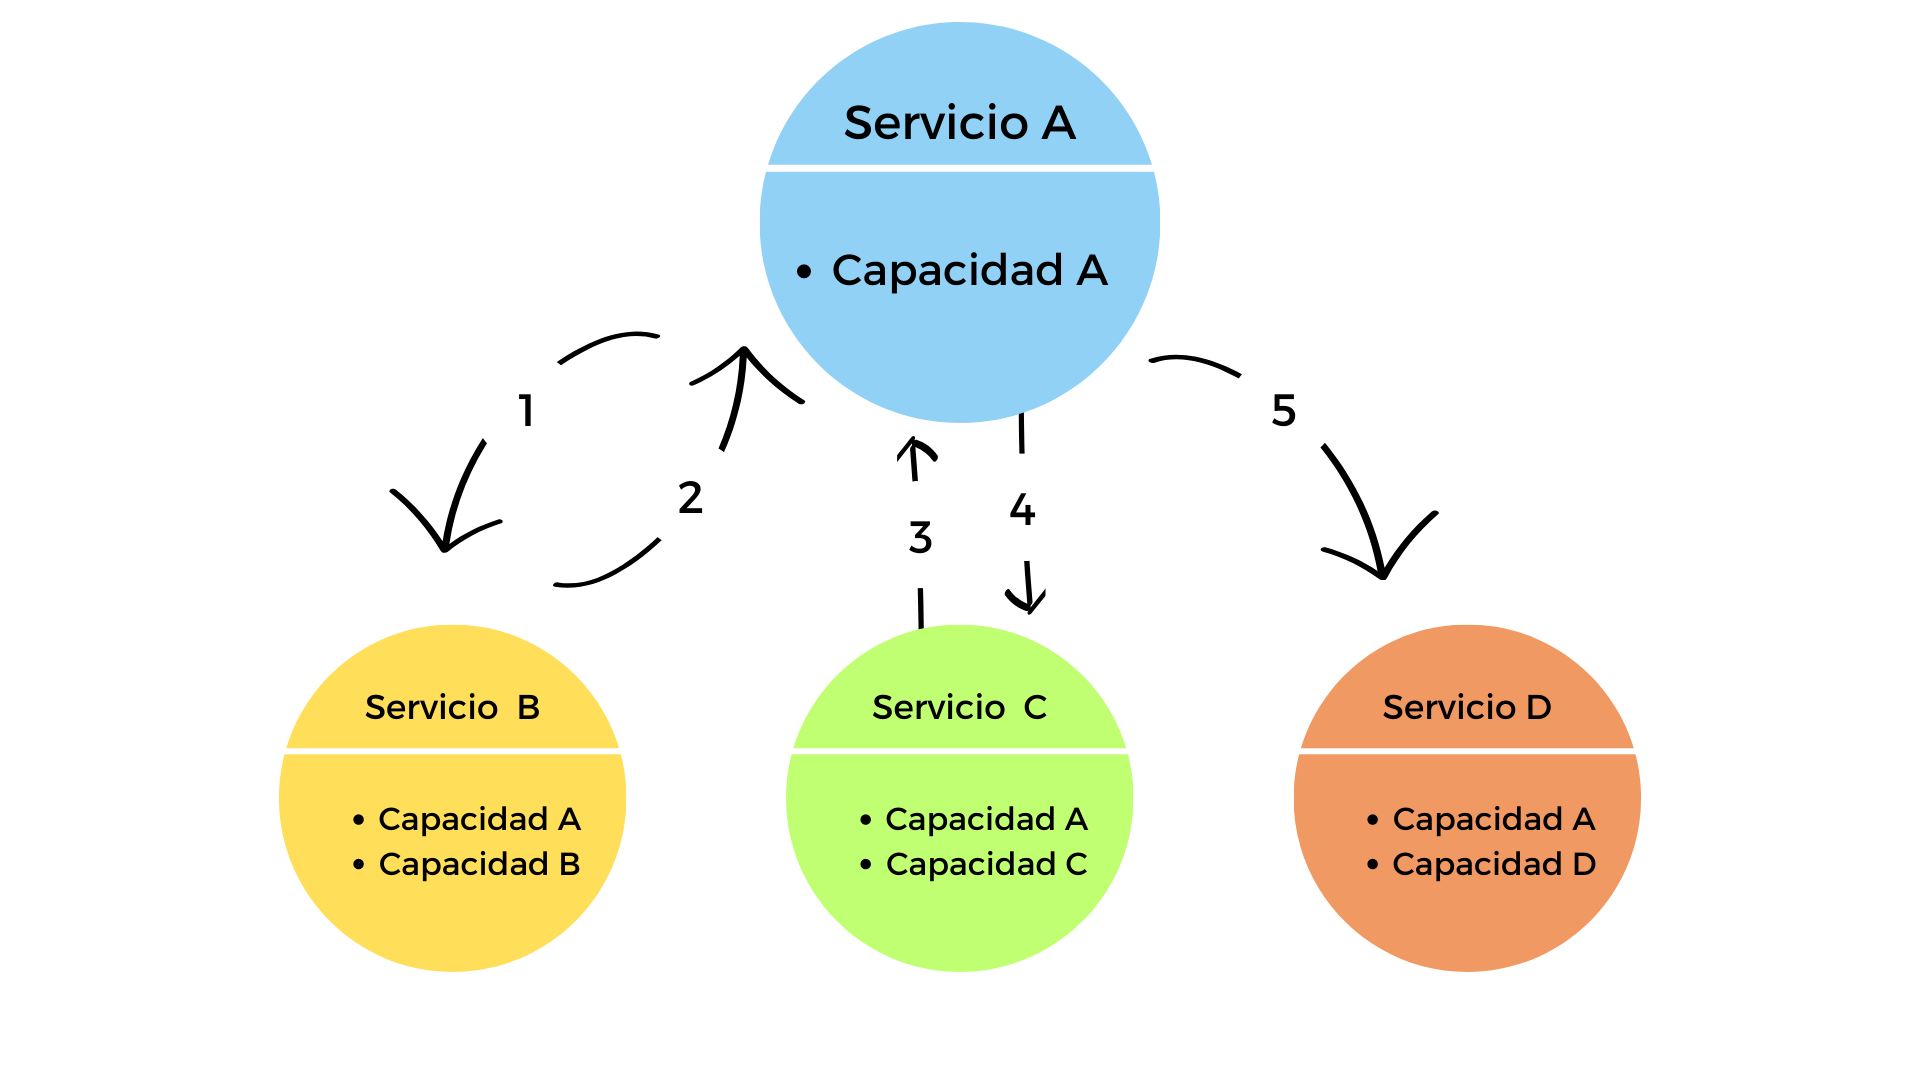 Servicio A
• Capacidad A
1
2
3
4
5
Servicio B
• Capacidad A
• Capacidad B
Servicio C
• Capacidad A
• Capacidad C
Servicio D
• Capacidad A
• Capacidad D